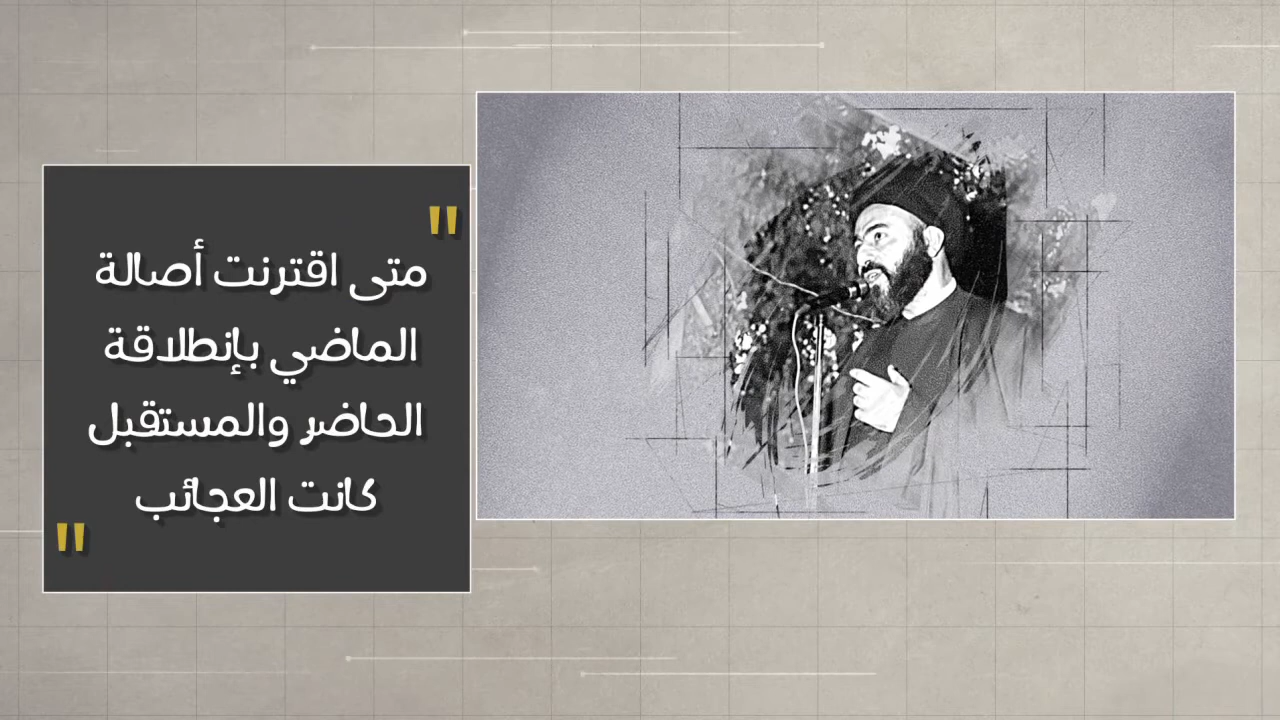 "
متى اقترنت أصالة
الماضي بإنطلاقة
الحاضر والمستقبل
كانت العجائب
"